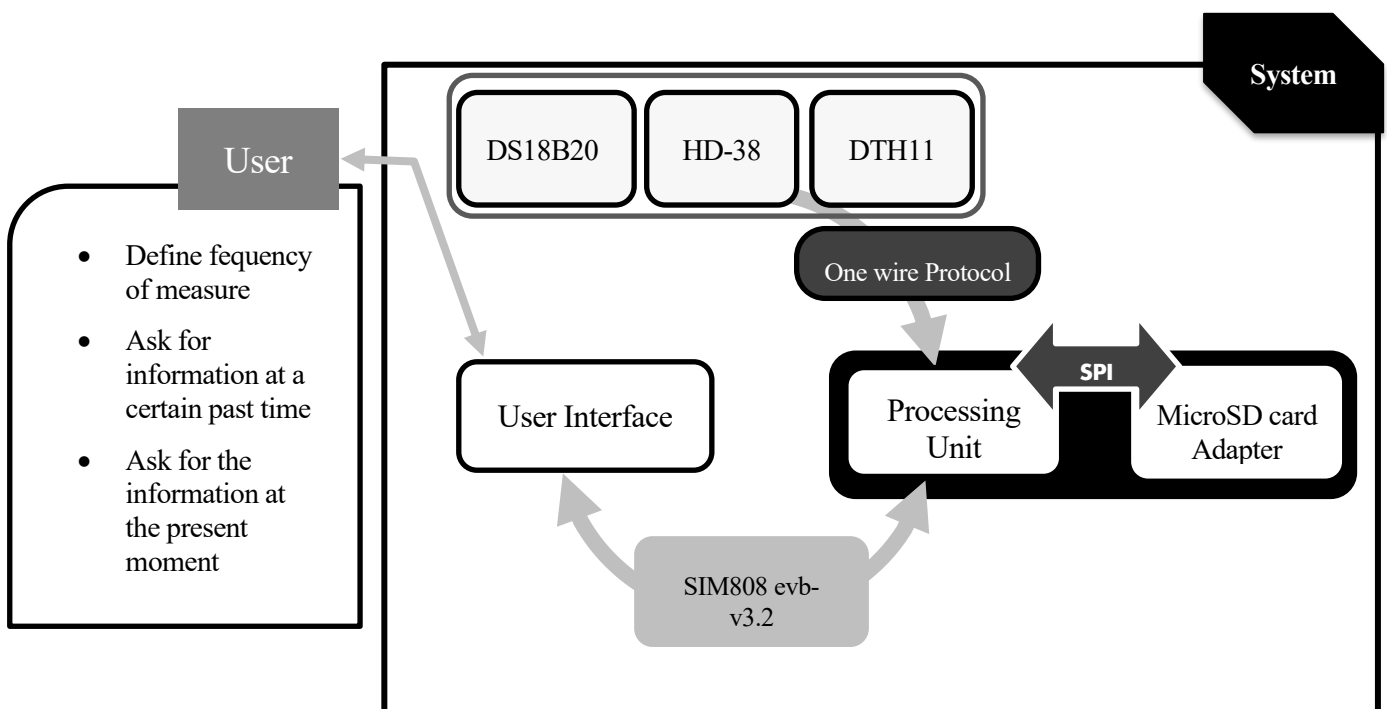 System
DS18B20
HD-38
DTH11
User
One wire Protocol
• Define fequency
of measure
• Ask for
information at a
certain past time
• Ask for the
information at
the present
moment
SPI
User Interface
Processing
Unit
MicroSD card
Adapter
SIM808 evb-
v3.2